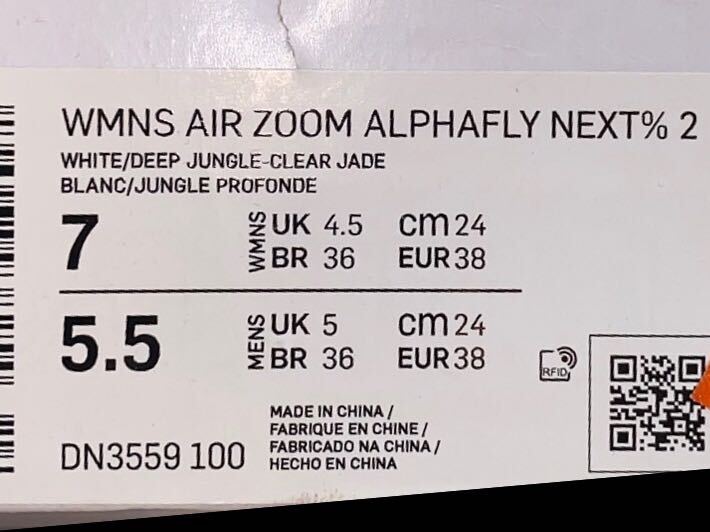 WMNS AIR ZOOM ALPHAFLY NEXT% 2
WHITE/DEEP JUNGLE-CLEAR JADE
BLANC/JUNGLE PROFONDE
7 WMNS UK 4.5 cm 24
BR 36 EUR 38
5.5 MENS UK 5 cm 24
BR 36 EUR 38
RFID
MADE IN CHINA /
FABRIQUE EN CHINE /
FABRICADO NA CHINA /
HECHO EN CHINA
DN3559 100